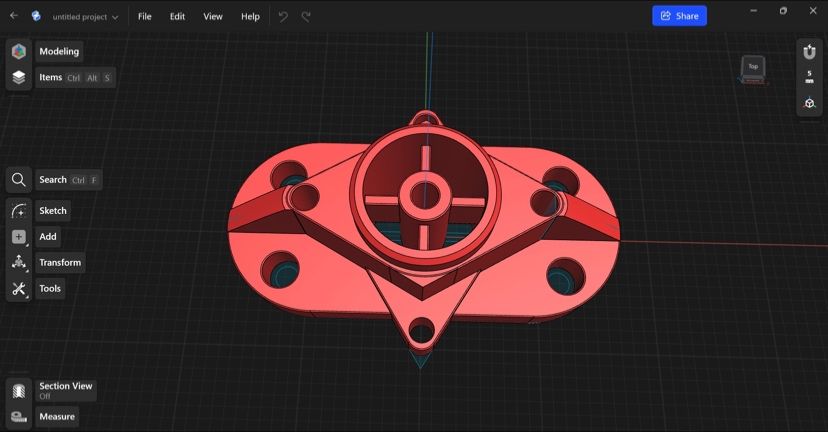 untitled project
File
Edit
View
Help
Share
Modeling
Items Ctrl Alt S
Top
5
mm
Search Ctrl F
Sketch
Add
Transform
Tools
Section View
Off
Measure